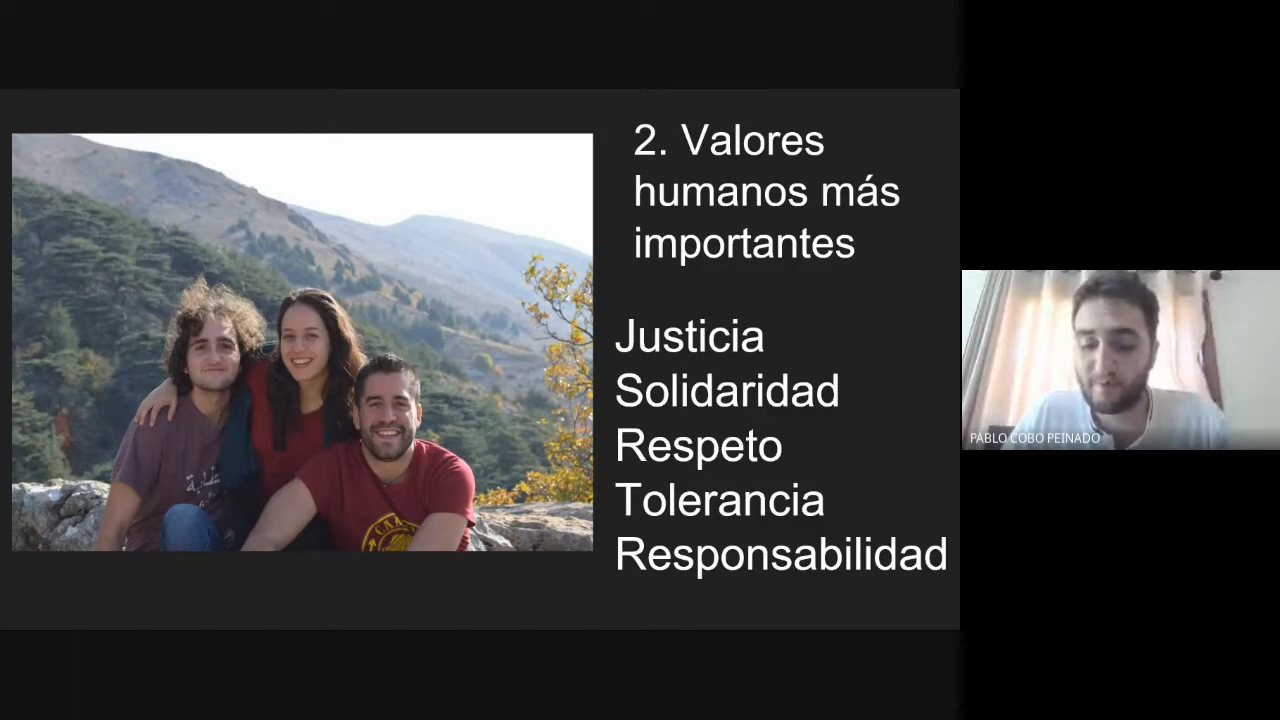 2. Valores
humanos más
importantes
Justicia
Solidaridad
Respeto
Tolerancia
Responsabilidad
PABLO COBO PEINADO